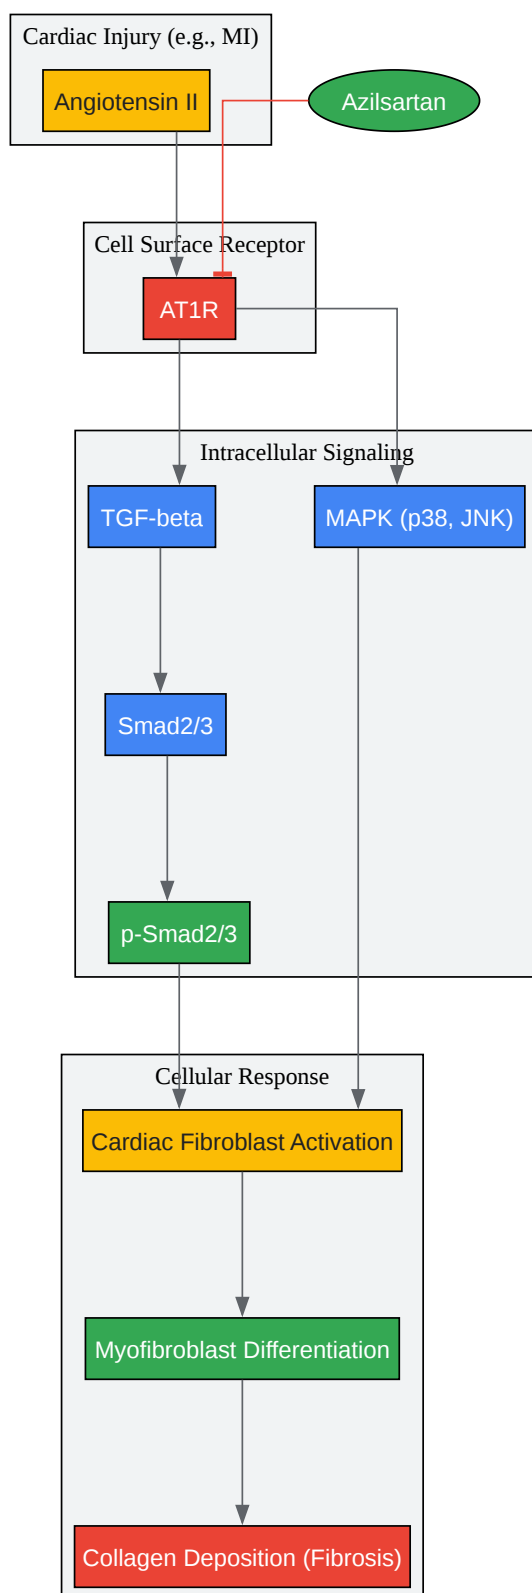 Cardiac Injury (e.g., MI)
Angiotensin II
Azilsartan
Cell Surface Receptor
AT1R
Intracellular Signaling
TGF-beta
MAPK (p38, JNK)
Smad2/3
p-Smad2/3
Cellular Response
Cardiac Fibroblast Activation
Myofibroblast Differentiation
Collagen Deposition (Fibrosis)